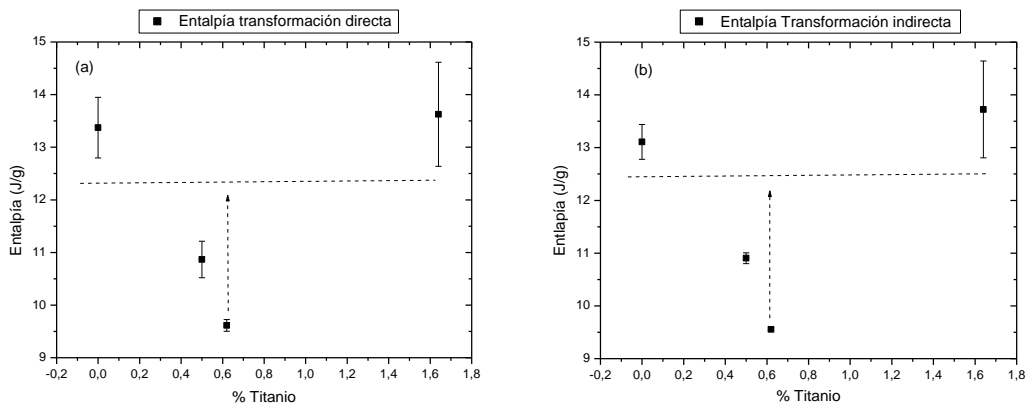 Entalpía transformación directa
15
14
13
12
11
10
9
Entalpía (J/g)
(a)
-0,2 0,0 0,2 0,4 0,6 0,8 1,0 1,2 1,4 1,6 1,8
% Titanio
Entalpía Transformación indirecta
15
14
13
12
11
10
9
Entlapía (J/g)
(b)
-0,2 0,0 0,2 0,4 0,6 0,8 1,0 1,2 1,4 1,6 1,8
% Titanio